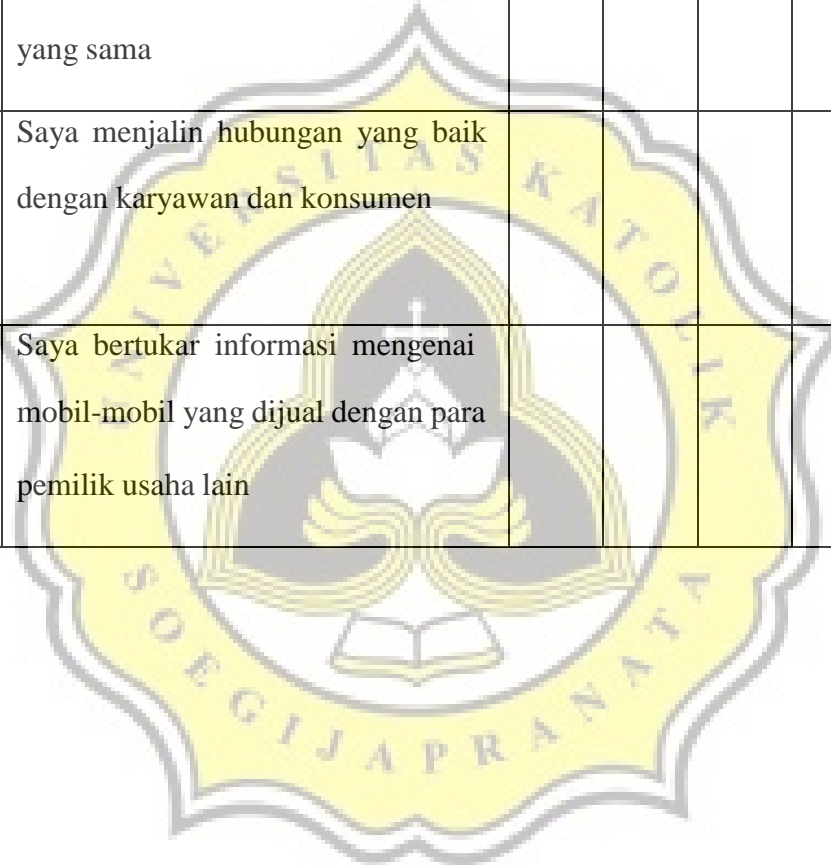 yang sama
Saya menjalin hubungan yang baik
dengan karyawan dan konsumen
Saya bertukar informasi mengenai
mobil-mobil yang dijual dengan para
pemilik usaha lain
UNIVERSITAS KATOLIK
SOEGIJAPRANATA